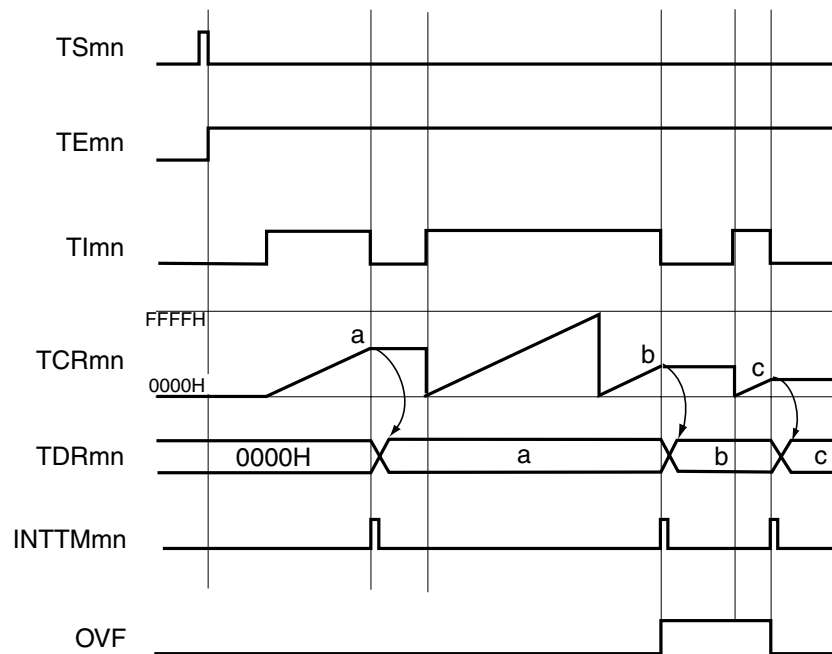 TSmn
TEmn
TImn
FFFFH
a
b
TCRmn
c
0000H
TDRmn
0000H
a
b
c
INTTMmn
OVF